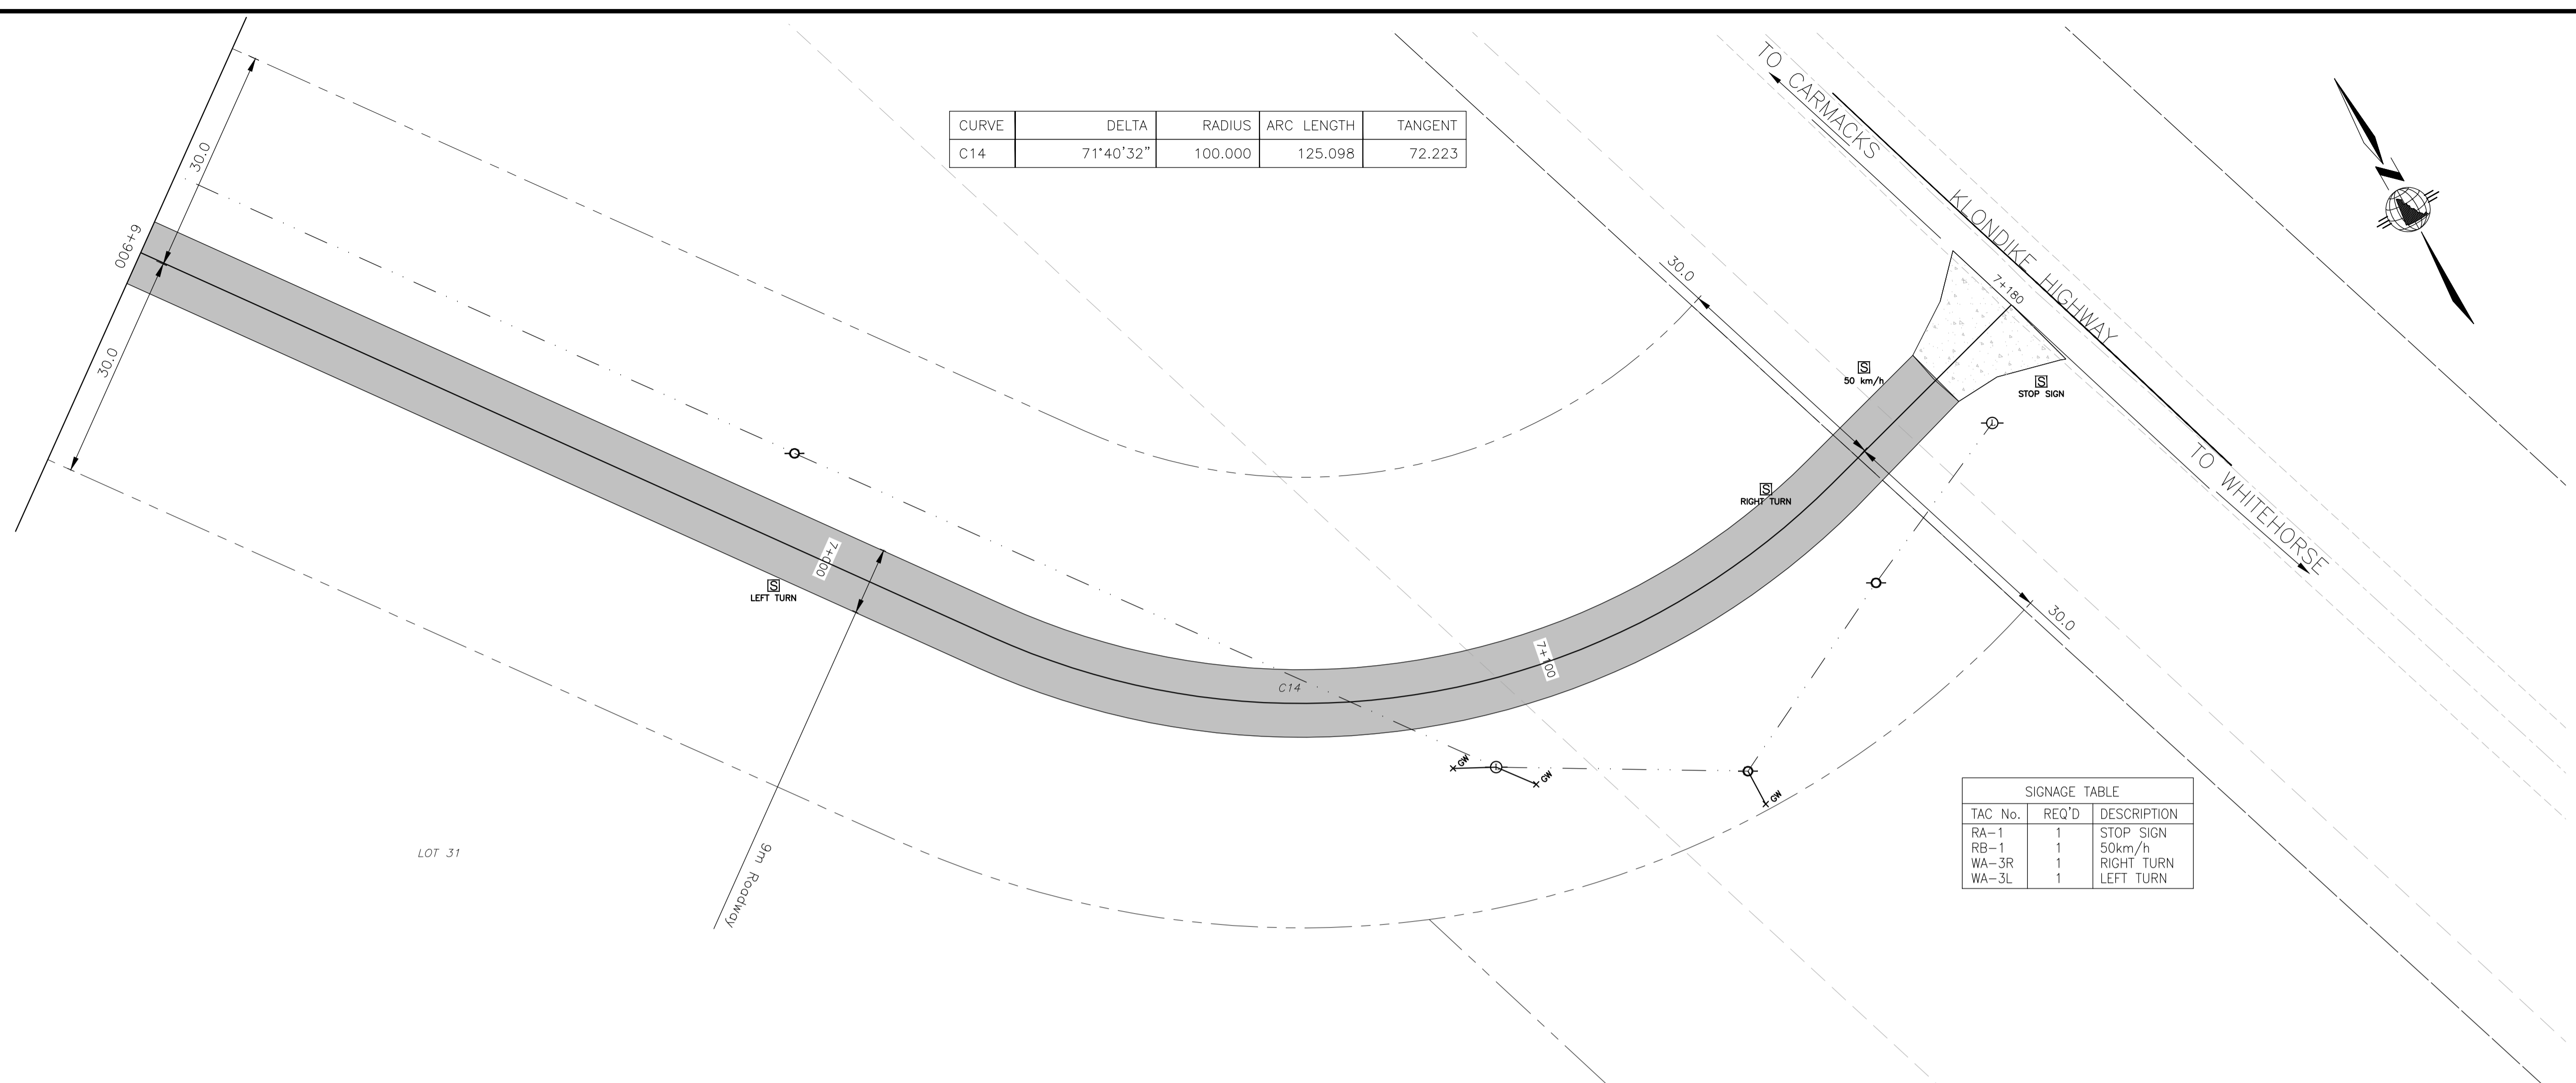 TO CARMACKS
KLONDIKE HIGHWAY
TO WHITEHORSE
N
CURVE DELTA RADIUS ARC LENGTH TANGENT
C14 71°40'32" 100.000 125.098 72.223
30.0
6+900
30.0
30.0
7+180
50 km/h
S
S
STOP SIGN
S
RIGHT TURN
7+000
S
LEFT TURN
30.0
7+100
C14
GW
GW
GW
9m Roadway
LOT 31
SIGNAGE TABLE
TAC No. REQ'D DESCRIPTION
RA-1 1 STOP SIGN
RB-1 1 50km/h
WA-3R 1 RIGHT TURN
WA-3L 1 LEFT TURN